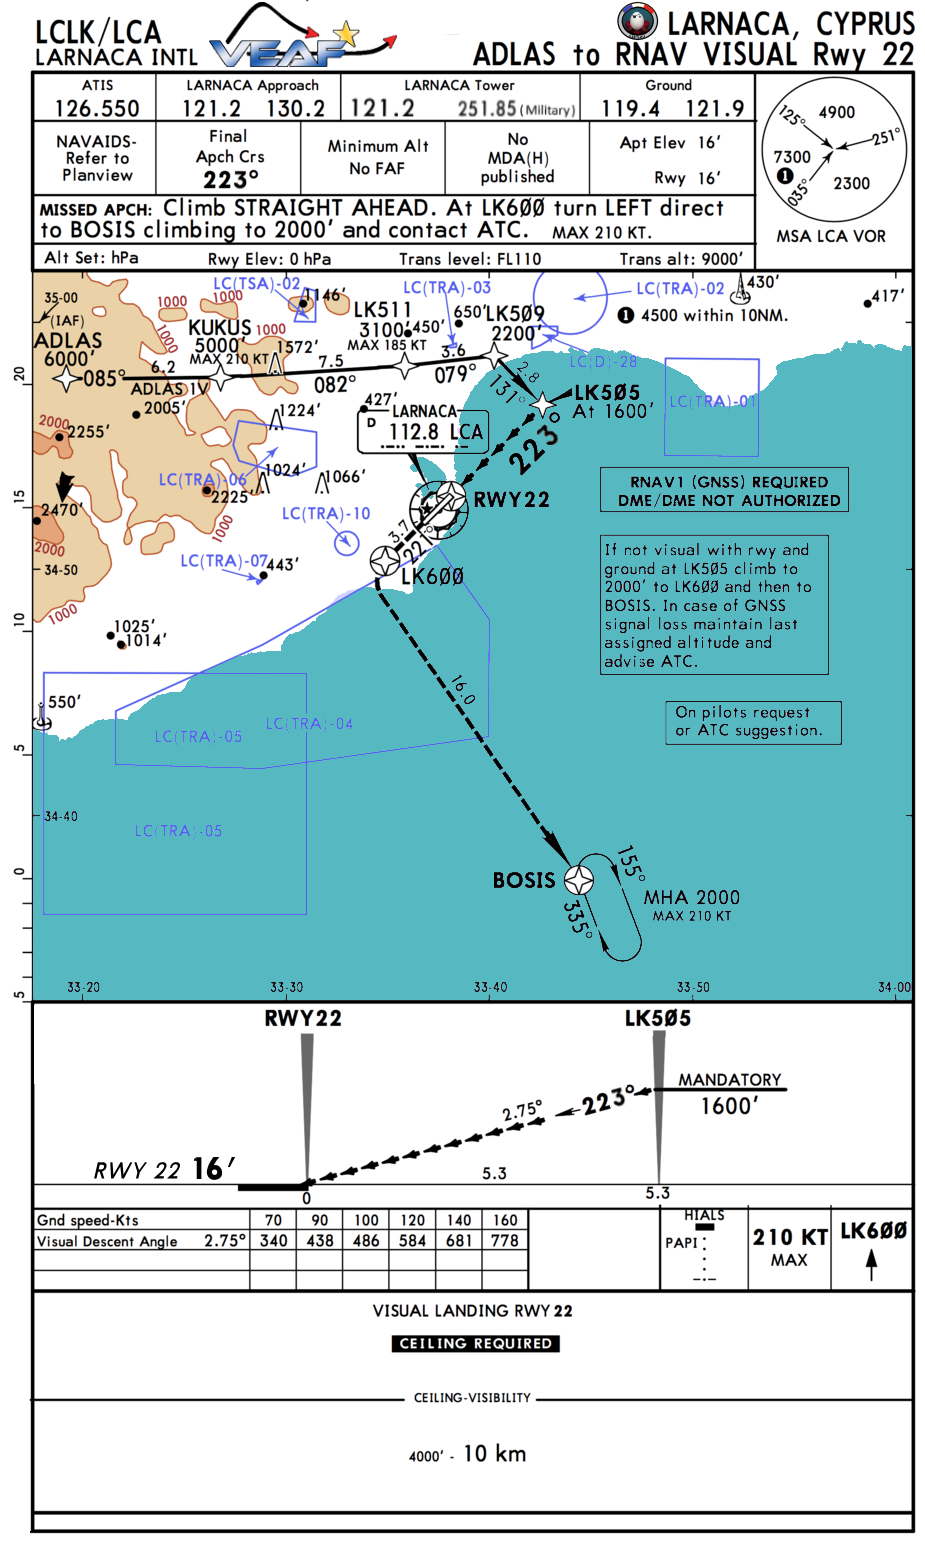 LCLK/LCA
LARNACA INTL
VEAF
LARNACA, CYPRUS
ADLAS to RNAV VISUAL Rwy 22
ATIS
126.550
LARNACA Approach
121.2 130.2
LARNACA Tower
121.2 251.85 (Military)
Ground
119.4 121.9
NAVAIDS-
Refer to
Planview
Final
Apch Crs
223°
Minimum Alt
No FAF
No
MDA(H)
published
Apt Elev 16'
Rwy 16'
125°
4900
251°
7300
1
035°
2300
MSA LCA VOR
MISSED APCH: Climb STRAIGHT AHEAD. At LK6ØØ turn LEFT direct
to BOSIS climbing to 2000' and contact ATC. MAX 210 KT.
Alt Set: hPa
Rwy Elev: 0 hPa
Trans level: FL110
Trans alt: 9000'
LC(TSA)-02
LC(TRA)-03
LC(TRA)-02
430'
417'
35-00
1000
1000
1146'
LK511
3100'
MAX 185 KT
450'
650'
LK5Ø9
2200'
1 4500 within 10NM.
(IAF)
ADLAS
6000'
KUKUS
5000'
MAX 210 KT
1000
1000
1572'
LC(D)-28
085°
6.2
ADLAS 1V
7.5
082°
3.6
079°
2.8
131°
LK5Ø5
At 1600'
LC(TRA)-01
20
2005'
1224'
427'
LARNACA
D
112.8 LCA
223°
2000
2255'
LC(TRA)-06
1024'
1066'
RNAV1 (GNSS) REQUIRED
DME/DME NOT AUTHORIZED
15
2225'
2470'
1000
RWY22
LC(TRA)-10
2000
3.7
221°
LK6ØØ
If not visual with rwy and
ground at LK5Ø5 climb to
2000' to LK6ØØ and then to
BOSIS. In case of GNSS
signal loss maintain last
assigned altitude and
advise ATC.
34-50
LC(TRA)-07
443'
1000
10
1025'
1014'
16.0
550'
LC(TRA)-04
LC(TRA)-05
On pilots request
or ATC suggestion.
5
34-40
LC(TRA)-05
0
BOSIS
155°
335°
MHA 2000
MAX 210 KT
5
33-20
33-30
33-40
33-50
34-00
RWY22
LK5Ø5
MANDATORY
1600'
223°
2.75°
RWY 22 16'
5.3
0
5.3
Gnd speed-Kts 70 90 100 120 140 160
Visual Descent Angle 2.75° 340 438 486 584 681 778
HIALS
PAPI
210 KT
MAX
LK6ØØ
VISUAL LANDING RWY 22
CEILING REQUIRED
CEILING-VISIBILITY
4000' - 10 km